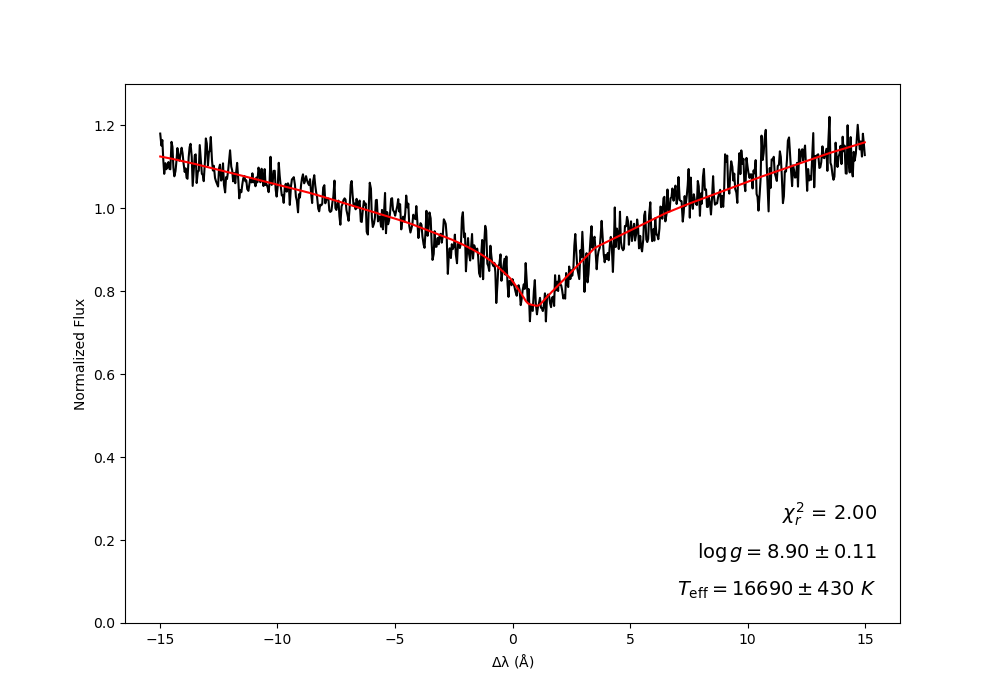 1.2
1.0
0.8
0.6
0.4
0.2
0.0
Normalized Flux
χ²ᵣ = 2.00
log g = 8.90 ± 0.11
T_eff = 16690 ± 430 K
−15 −10 −5 0 5 10 15
Δλ (Å)